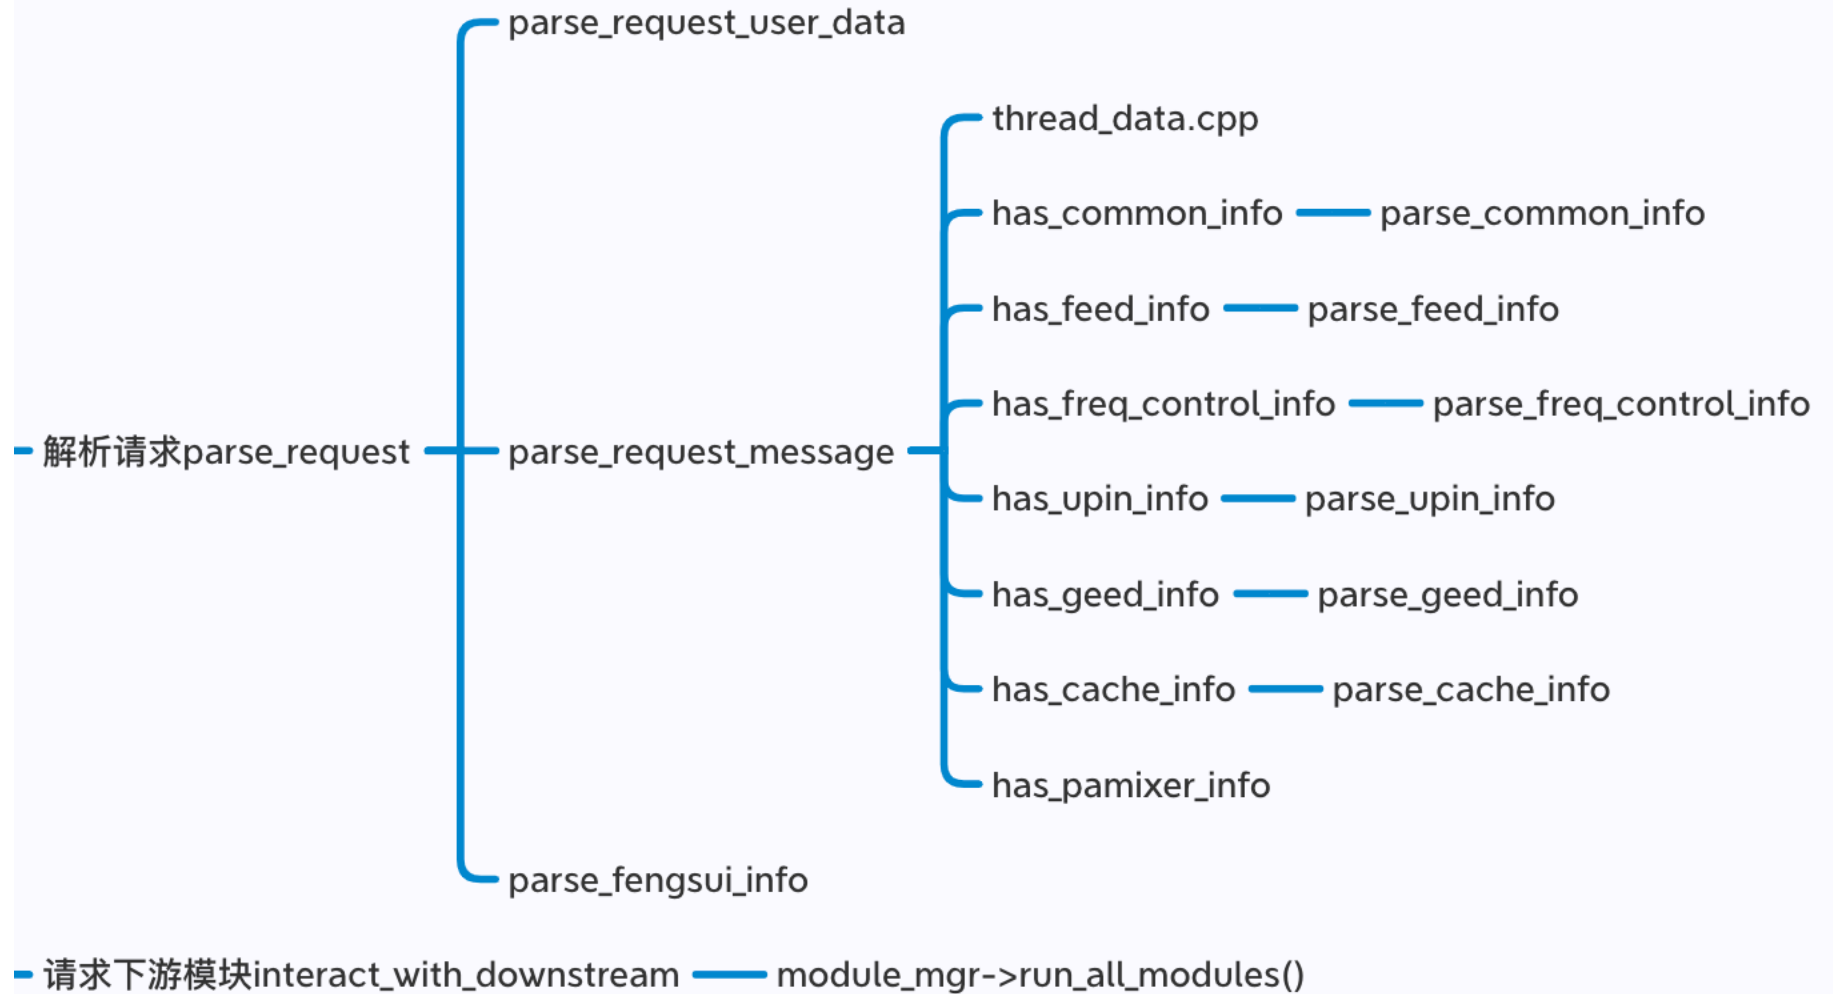 parse_request_user_data
thread_data.cpp
has_common_info parse_common_info
has_feed_info parse_feed_info
has_freq_control_info parse_freq_control_info
解析请求parse_request parse_request_message
has_upin_info parse_upin_info
has_geed_info parse_geed_info
has_cache_info parse_cache_info
has_pamixer_info
parse_fengsui_info
请求下游模块interact_with_downstream module_mgr->run_all_modules()